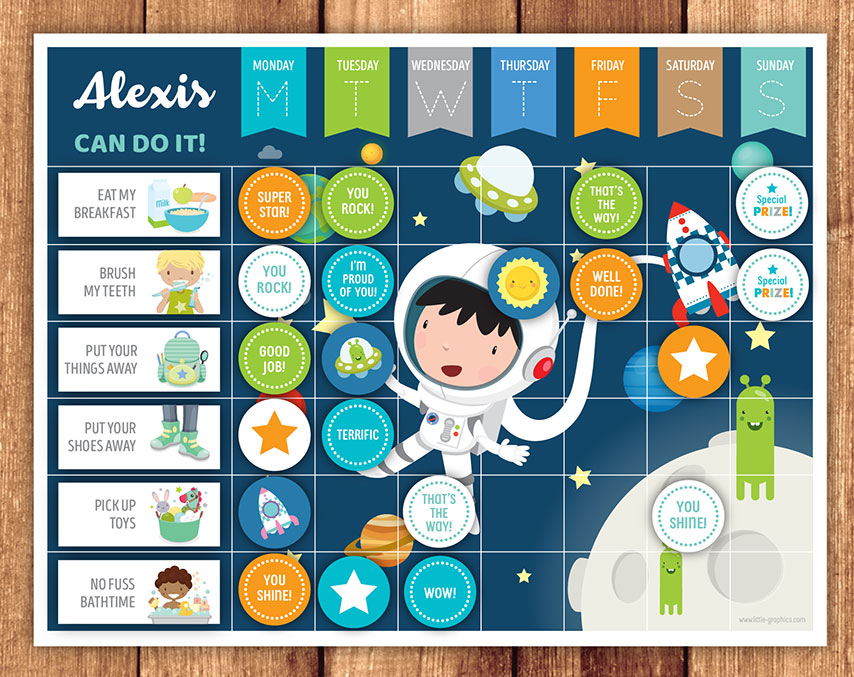 Alexis
CAN DO IT!
MONDAY TUESDAY WEDNESDAY THURSDAY FRIDAY SATURDAY SUNDAY
M T W T F S S
EAT MY
BREAKFAST
Milk
SUPER
STAR!
YOU
ROCK!
THAT'S
THE
WAY!
Special
PRIZE!
BRUSH
MY TEETH
YOU
ROCK!
I'M
PROUD
OF YOU!
WELL
DONE!
Special
PRIZE!
PUT YOUR
THINGS AWAY
GOOD
JOB!
PUT YOUR
SHOES AWAY
TERRIFIC
PICK UP
TOYS
THAT'S
THE
WAY!
YOU
SHINE!
NO FUSS
BATHTIME
YOU
SHINE!
WOW!
www.little-graphics.com